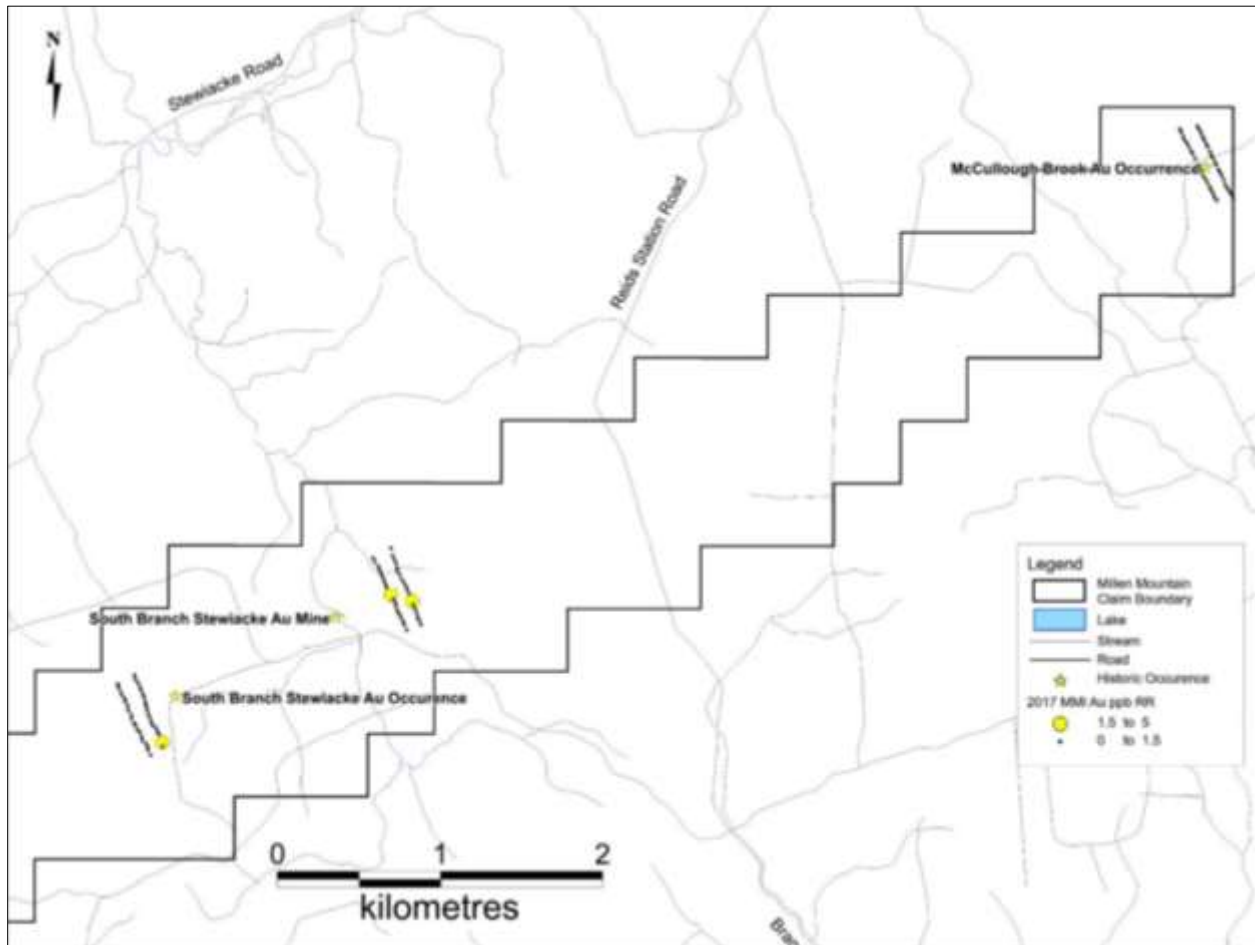 N
Stewiacke Road
McCullough Brook Au Occurrence
Reids Station Road
South Branch Stewiacke Au Mine
South Branch Stewiacke Au Occurence
Legend
Millen Mountain
Claim Boundary
Lake
Stream
Road
Historic Occurence
2017 MMI Au ppb RR
1.5 to 5
0 to 1.5
0 1 2
kilometres